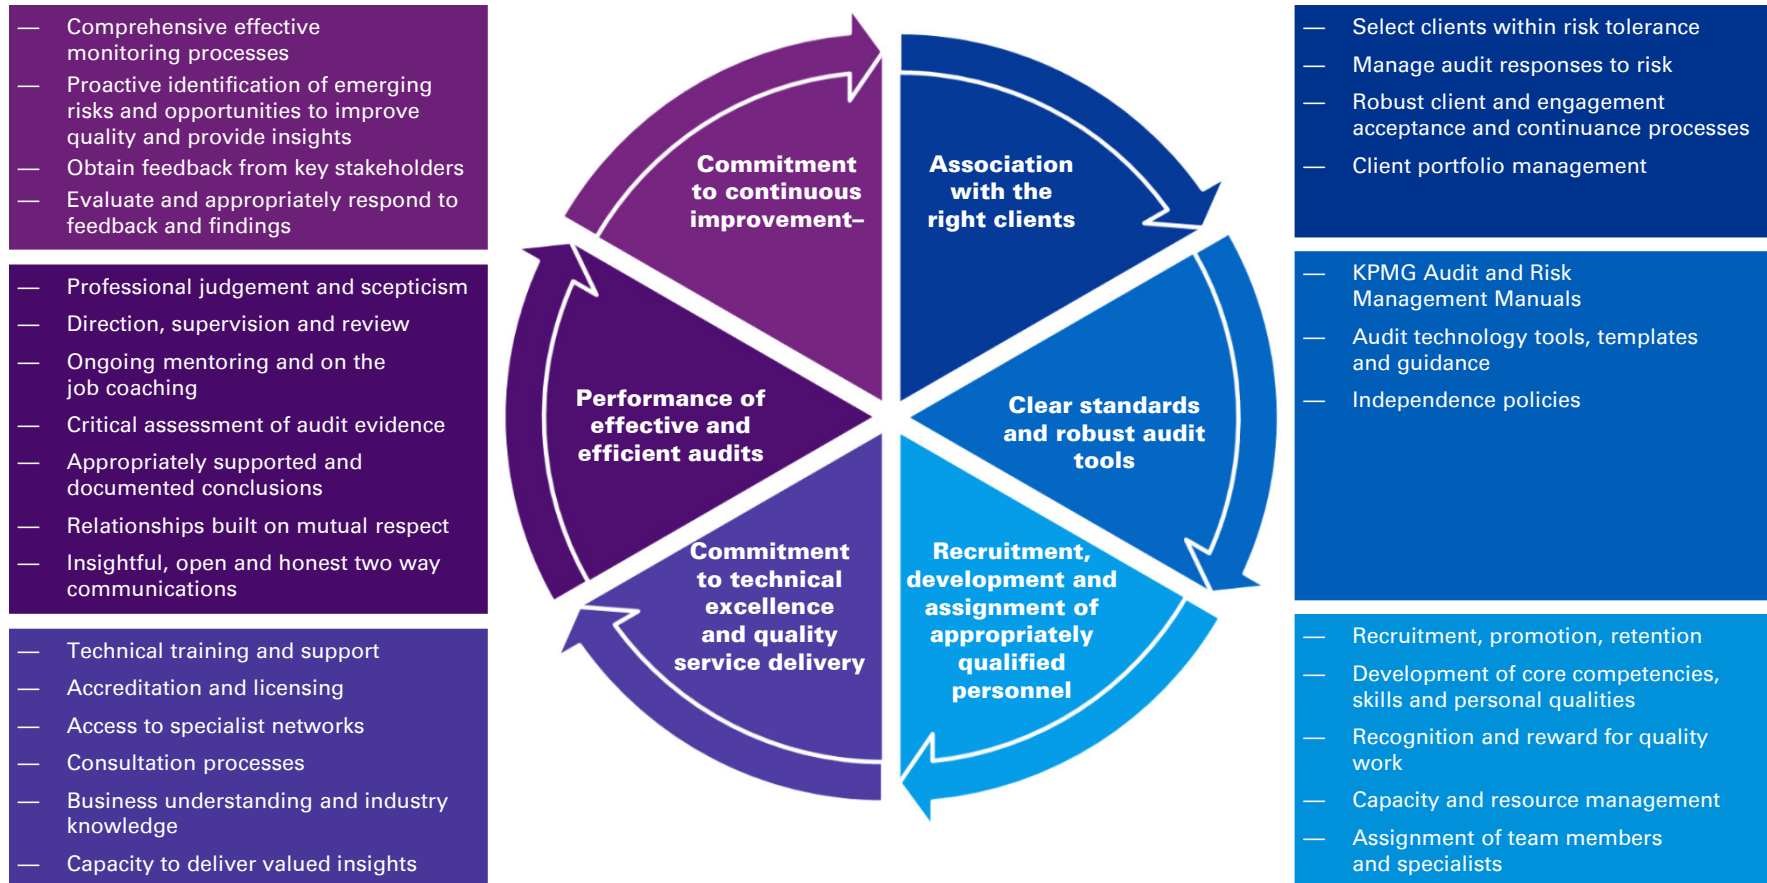 — Comprehensive effective
monitoring processes
— Proactive identification of emerging
risks and opportunities to improve
quality and provide insights
— Obtain feedback from key stakeholders
— Evaluate and appropriately respond to
feedback and findings
— Professional judgement and scepticism
— Direction, supervision and review
— Ongoing mentoring and on the
job coaching
— Critical assessment of audit evidence
— Appropriately supported and
documented conclusions
— Relationships built on mutual respect
— Insightful, open and honest two way
communications
— Technical training and support
— Accreditation and licensing
— Access to specialist networks
— Consultation processes
— Business understanding and industry
knowledge
— Capacity to deliver valued insights
Commitment
to continuous
improvement–
Association
with the
right clients
Performance of
effective and
efficient audits
Clear standards
and robust audit
tools
Commitment
to technical
excellence
and quality
service delivery
Recruitment,
development and
assignment of
appropriately
qualified
personnel
— Select clients within risk tolerance
— Manage audit responses to risk
— Robust client and engagement
acceptance and continuance processes
— Client portfolio management
— KPMG Audit and Risk
Management Manuals
— Audit technology tools, templates
and guidance
— Independence policies
— Recruitment, promotion, retention
— Development of core competencies,
skills and personal qualities
— Recognition and reward for quality
work
— Capacity and resource management
— Assignment of team members
and specialists